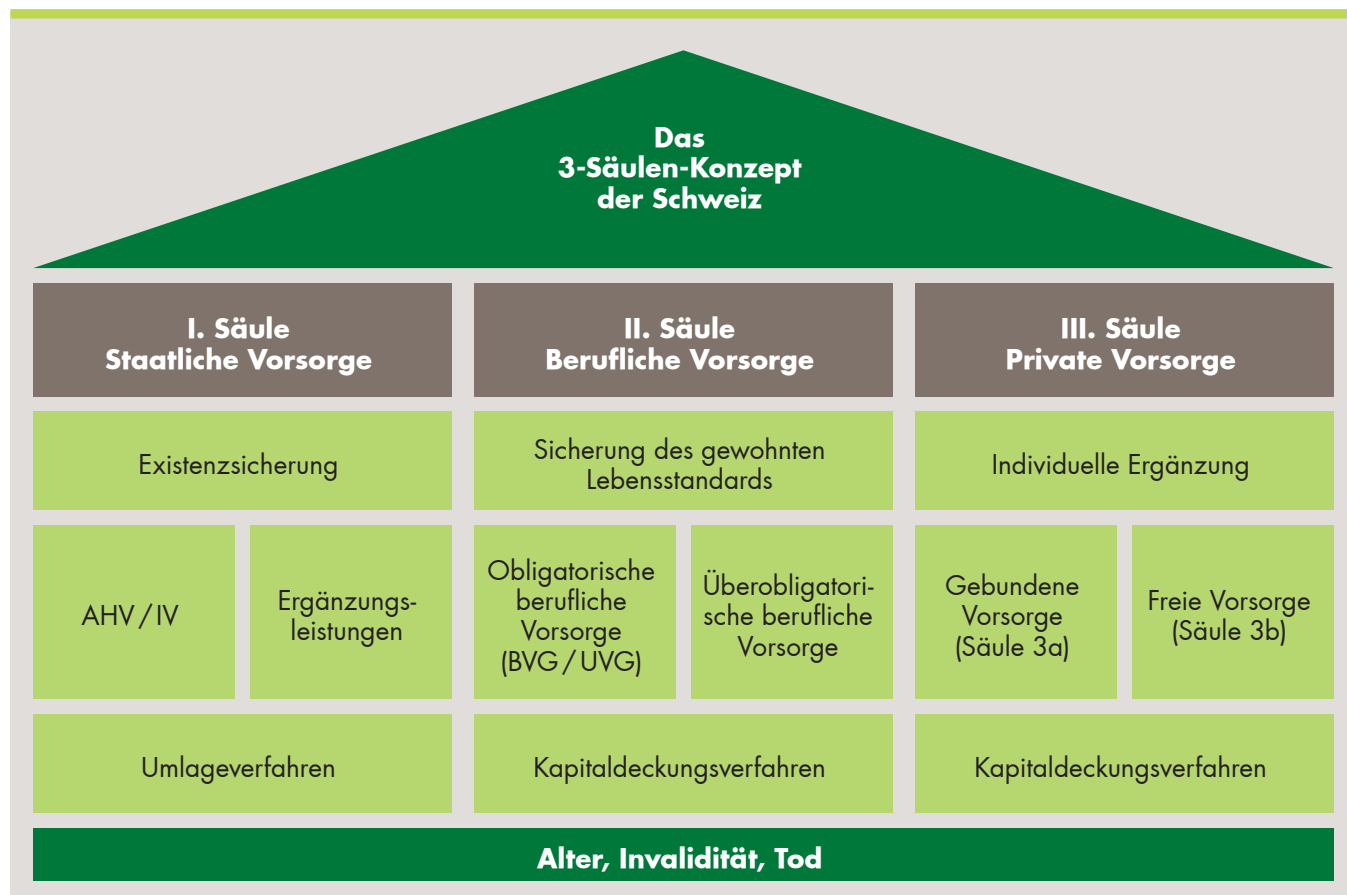 Das
3-Säulen-Konzept
der Schweiz
I. Säule
Staatliche Vorsorge
II. Säule
Berufliche Vorsorge
III. Säule
Private Vorsorge
Existenzsicherung
Sicherung des gewohnten
Lebensstandards
Individuelle Ergänzung
AHV / IV
Ergänzungs-
leistungen
Obligatorische
berufliche
Vorsorge
(BVG / UVG)
Überobligatori-
sche berufliche
Vorsorge
Gebundene
Vorsorge
(Säule 3a)
Freie Vorsorge
(Säule 3b)
Umlageverfahren
Kapitaldeckungsverfahren
Kapitaldeckungsverfahren
Alter, Invalidität, Tod